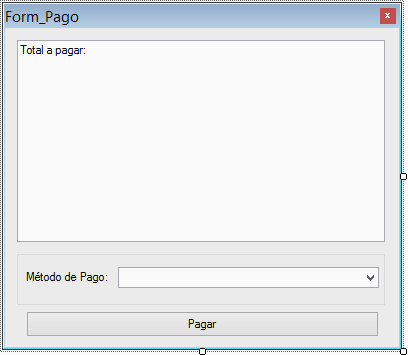 Form_Pago
x
Total a pagar:
Método de Pago:
Pagar